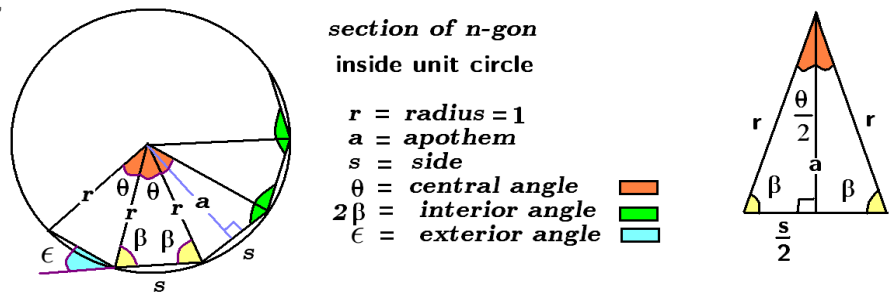 section of n-gon
inside unit circle
r = radius = 1
a = apothem
s = side
θ = central angle
2β = interior angle
ϵ = exterior angle
θ θ
r
r
r
a
β β
s
s
ϵ
θ/2
r
r
a
β
β
s/2